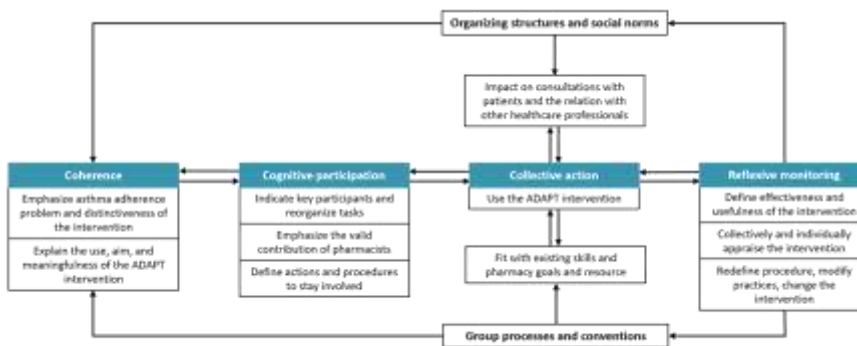 Organizing structures and social norms
Impact on consultations with
patients and the relation with
other healthcare professionals
Coherence
Emphasize asthma adherence
problem and distinctiveness of
the intervention
Explain the use, aim, and
meaningfulness of the ADAPT
intervention
Cognitive participation
Indicate key participants and
reorganize tasks
Emphasize the valid
contribution of pharmacists
Define actions and procedures
to stay involved
Collective action
Use the ADAPT intervention
Fit with existing skills and
pharmacy goals and resource
Reflexive monitoring
Define effectiveness and
usefulness of the intervention
Collectively and individually
appraise the intervention
Redefine procedure, modify
practices, change the
intervention
Group processes and conventions